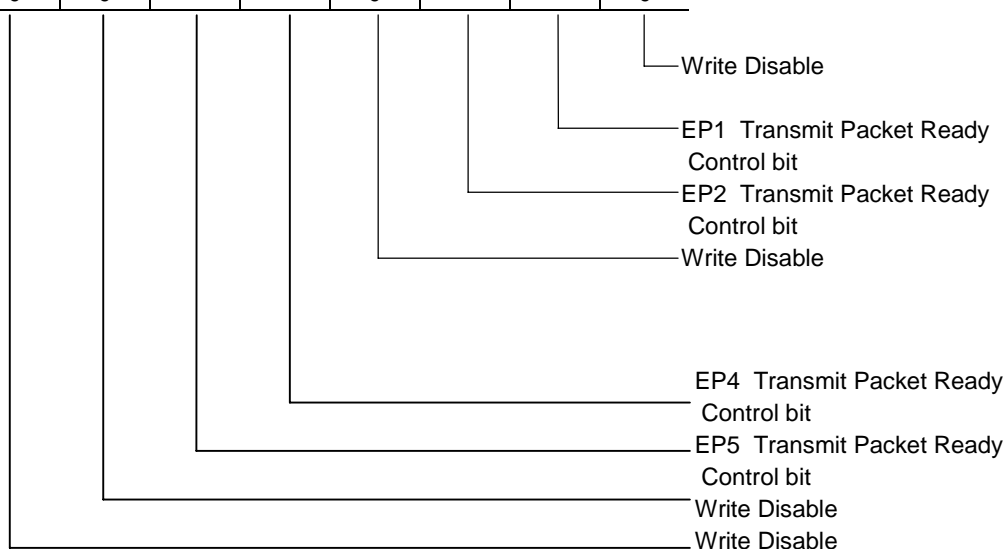 Write Disable
EP1 Transmit Packet Ready
Control bit
EP2 Transmit Packet Ready
Control bit
Write Disable
EP4 Transmit Packet Ready
Control bit
EP5 Transmit Packet Ready
Control bit
Write Disable
Write Disable